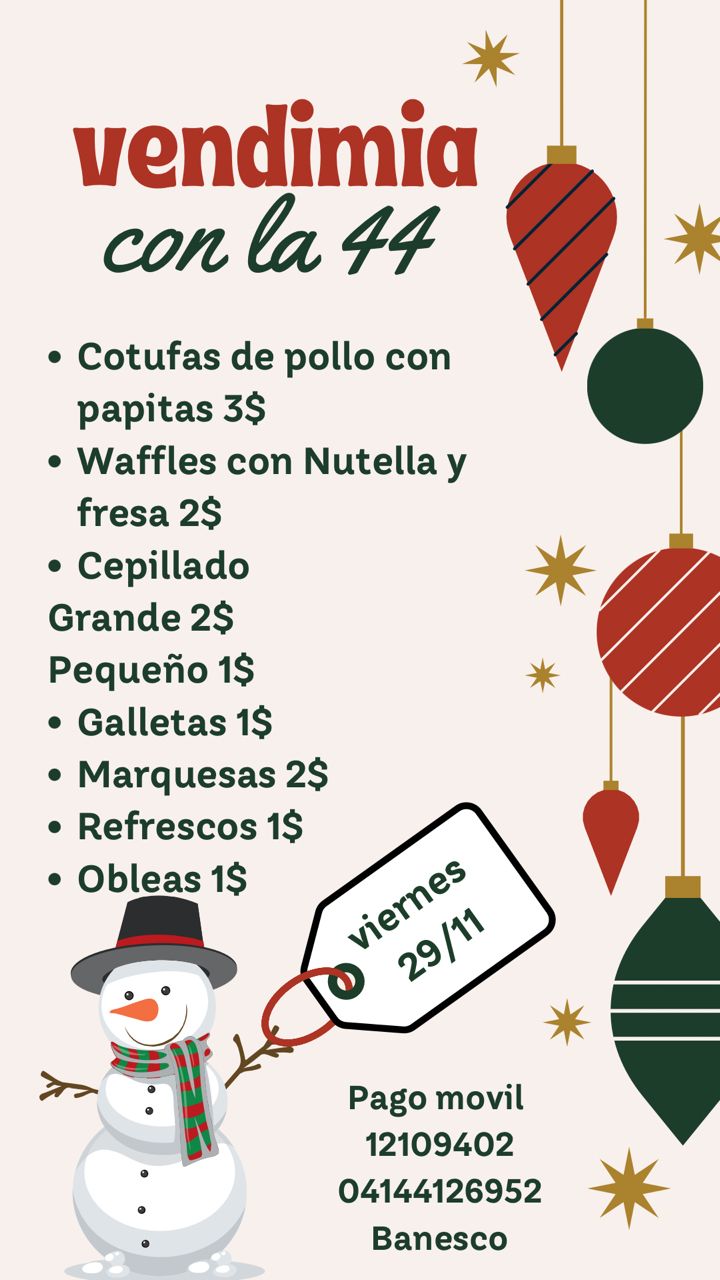 vendimia
con la 44
• Cotufas de pollo con
papitas 3$
• Waffles con Nutella y
fresa 2$
• Cepillado
Grande 2$
Pequeño 1$
• Galletas 1$
• Marquesas 2$
• Refrescos 1$
• Obleas 1$
viernes
29/11
Pago movil
12109402
04144126952
Banesco